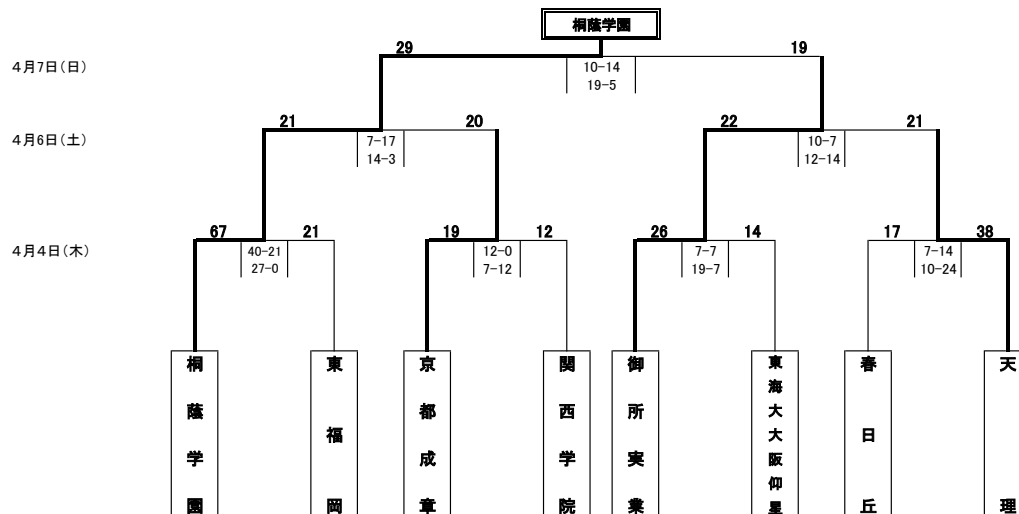 桐蔭学園
29
19
4月7日(日)
10-14
19-5
21
20
22
21
4月6日(土)
7-17
14-3
10-7
12-14
67
21
19
12
26
14
17
38
4月4日(木)
40-21
27-0
12-0
7-12
7-7
19-7
7-14
10-24
桐蔭学園
東福岡
京都成章
関西学院
御所実業
東海大大阪仰星
春日丘
天理